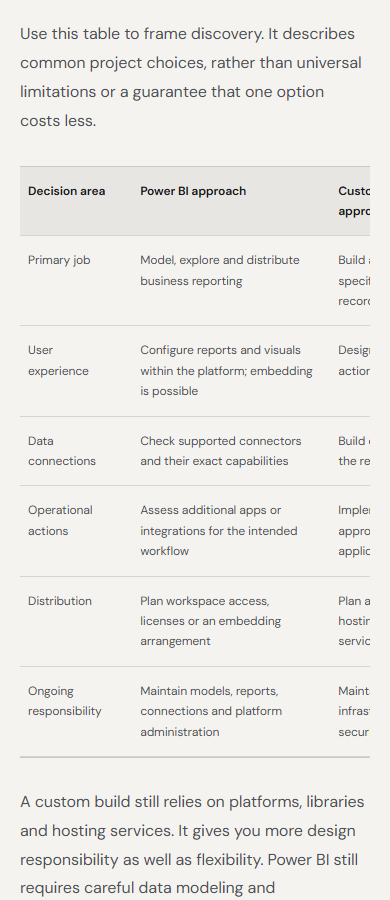 Use this table to frame discovery. It describes
common project choices, rather than universal
limitations or a guarantee that one option
costs less.
Decision area Power BI approach
Primary job Model, explore and distribute Build
business reporting
User Configure reports and visuals
experience within the platform; embedding
is possible
Data Check supported connectors Build
connections and their exact capabilities the
Operational Assess additional apps or
actions integrations for the intended
workflow
Distribution Plan workspace access, Plan
licenses or an embedding
arrangement
Ongoing Maintain models, reports,
responsibility connections and platform
administration
A custom build still relies on platforms, libraries
and hosting services. It gives you more design
responsibility as well as flexibility. Power BI still
requires careful data modeling and